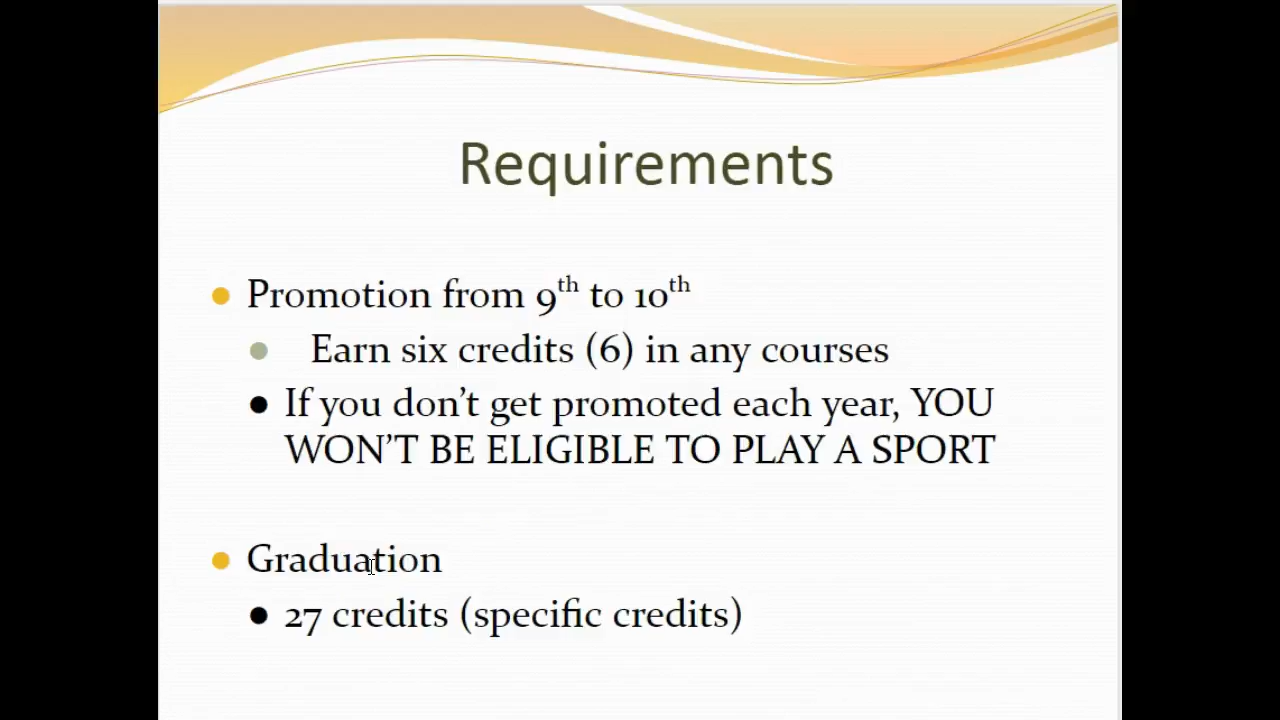 Requirements
Promotion from 9th to 10th
Earn six credits (6) in any courses
If you don't get promoted each year, YOU
WON'T BE ELIGIBLE TO PLAY A SPORT
Graduation
27 credits (specific credits)